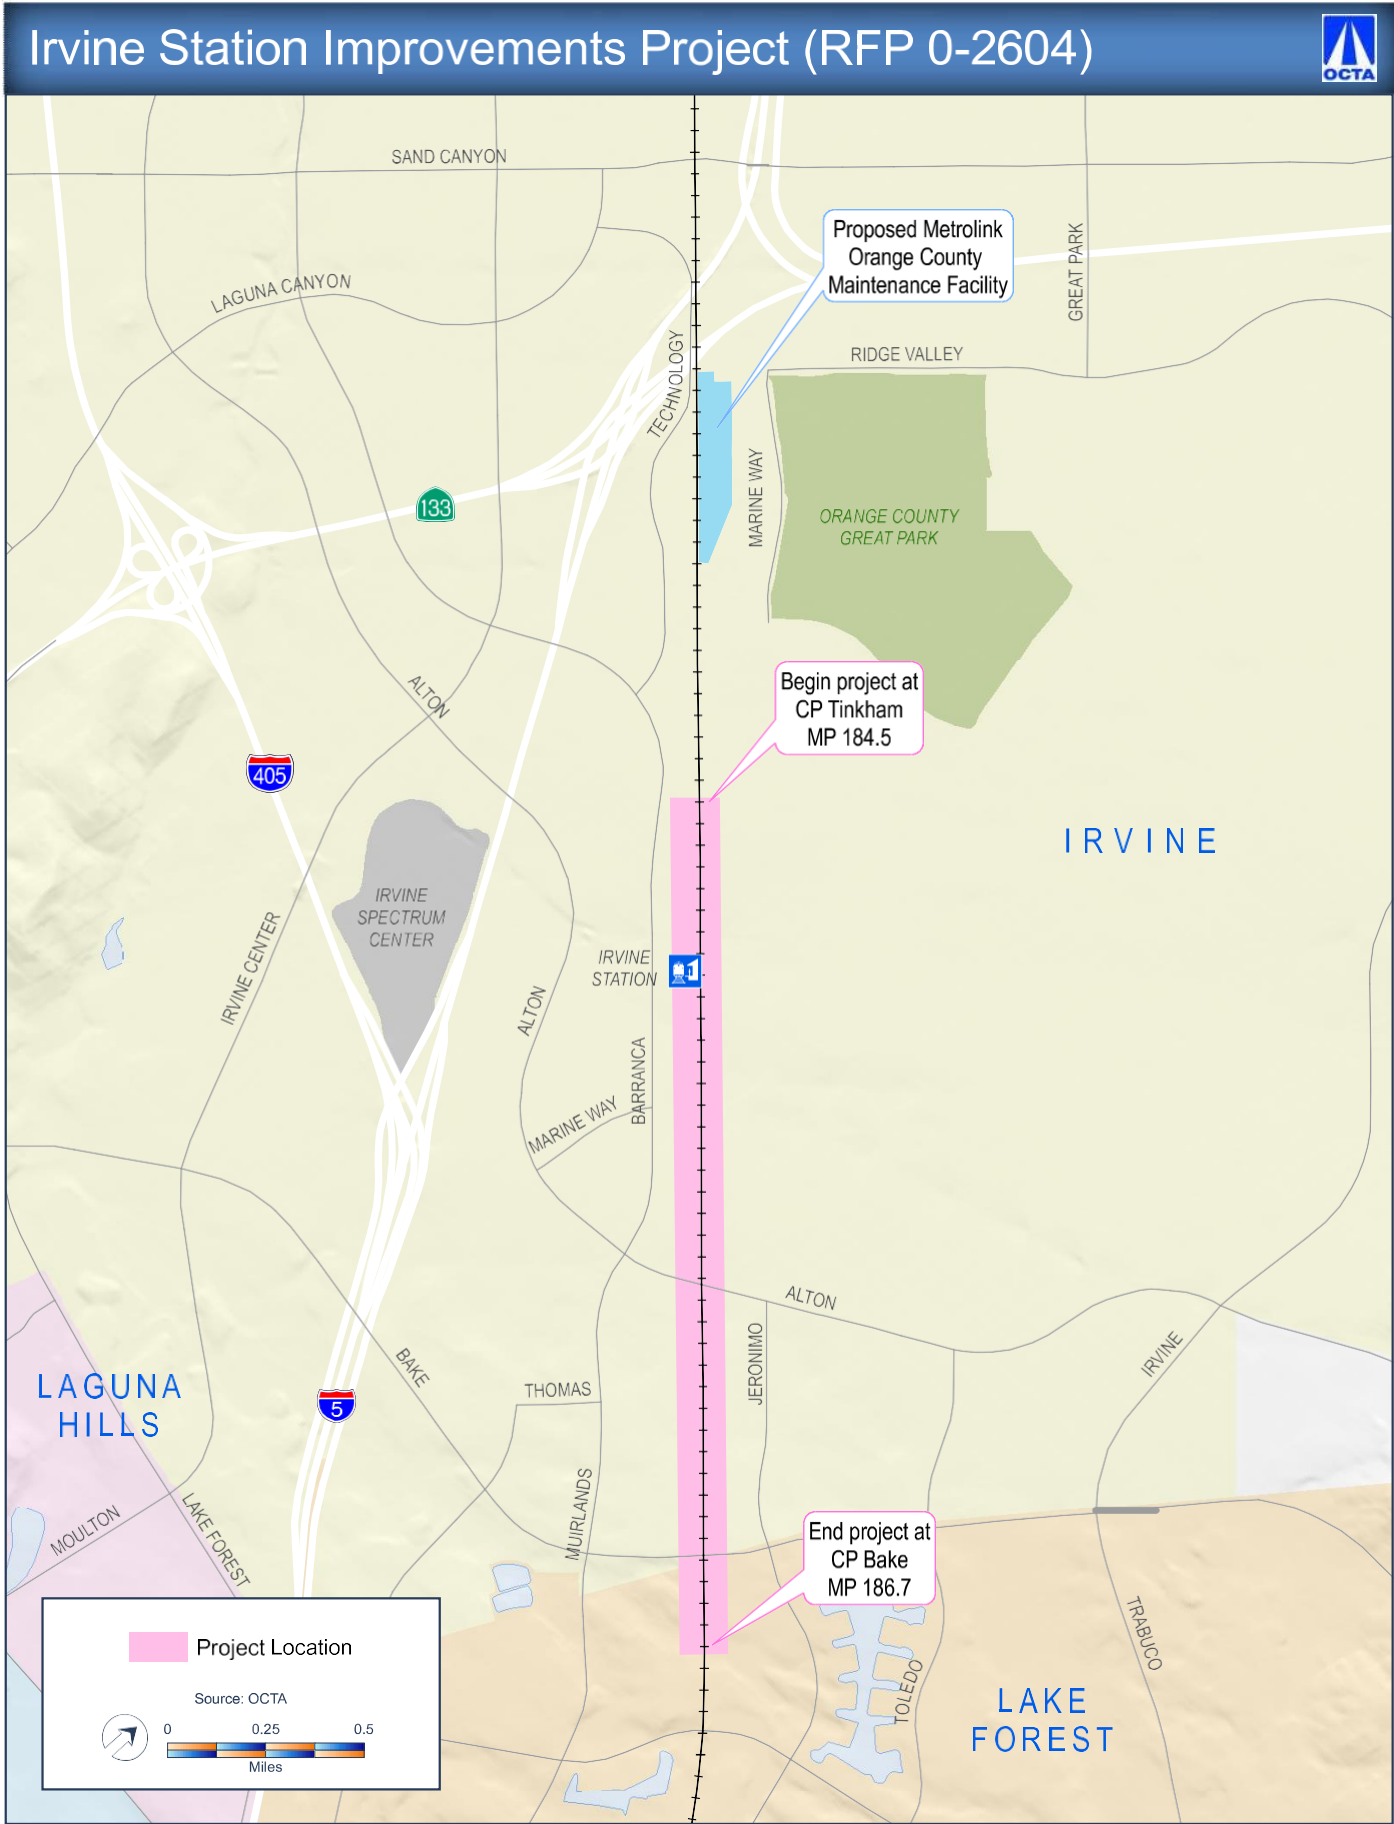 Irvine Station Improvements Project (RFP 0-2604)
OCTA
SAND CANYON
Proposed Metrolink
Orange County
Maintenance Facility
GREAT PARK
LAGUNA CANYON
TECHNOLOGY
RIDGE VALLEY
MARINE WAY
133
ORANGE COUNTY
GREAT PARK
ALTON
Begin project at
CP Tinkham
MP 184.5
405
IRVINE
IRVINE
SPECTRUM
CENTER
IRVINE CENTER
IRVINE
STATION
ALTON
BARRANCA
MARINE WAY
ALTON
JERONIMO
IRVINE
BAKE
LAGUNA
HILLS
THOMAS
5
MUIRLANDS
MOULTON
LAKE FOREST
End project at
CP Bake
MP 186.7
TRABUCO
TOLEDO
LAKE
FOREST
Project Location
Source: OCTA
0 0.25 0.5
Miles